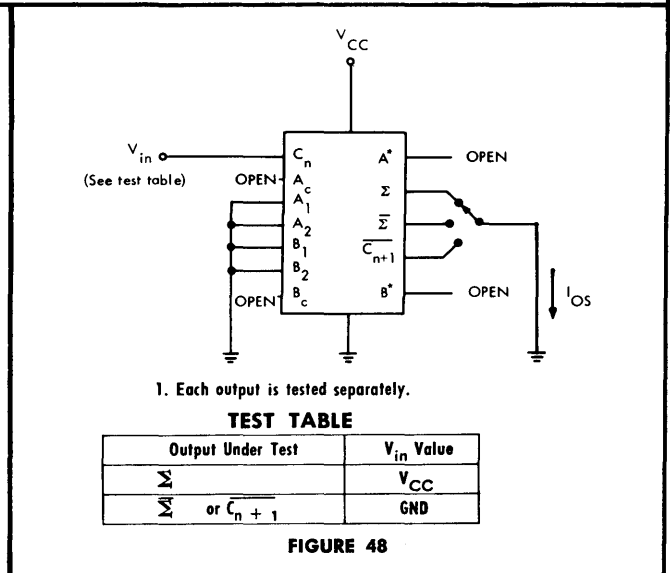 V_CC
V_in
(See test table)
C_n
A* OPEN
OPEN A_c
Σ
A_1
A_2
Σ̅
B_1
C̅_n+1
B_2
OPEN B_c
B* OPEN
I_OS
1. Each output is tested separately.
TEST TABLE
Output Under Test V_in Value
Σ V_CC
Σ̅ or C̅_n + 1 GND
FIGURE 48